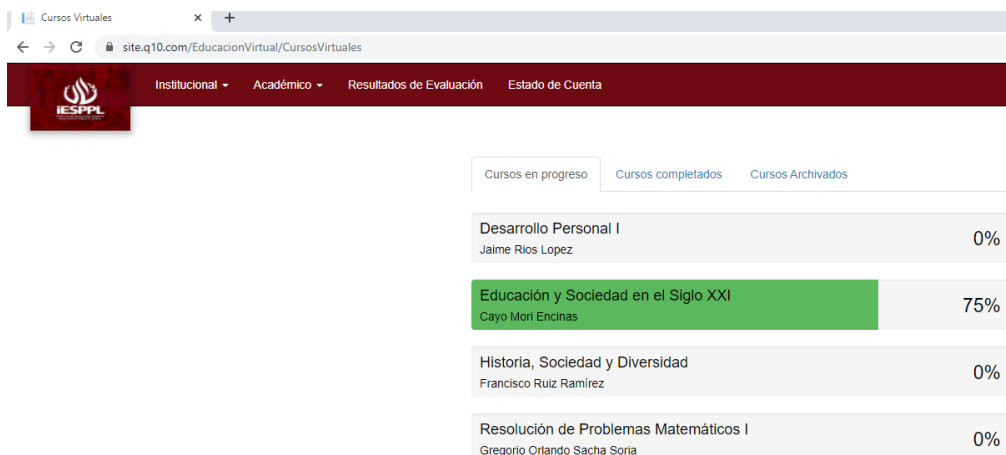 Cursos Virtuales
site.q10.com/EducacionVirtual/CursosVirtuales
iESPPL
Institucional Académico Resultados de Evaluación Estado de Cuenta
Cursos en progreso Cursos completados Cursos Archivados
Desarrollo Personal I
Jaime Rios Lopez
0%
Educación y Sociedad en el Siglo XXI
Cayo Mori Encinas
75%
Historia, Sociedad y Diversidad
Francisco Ruiz Ramírez
0%
Resolución de Problemas Matemáticos I
Gregorio Orlando Sacha Soria
0%